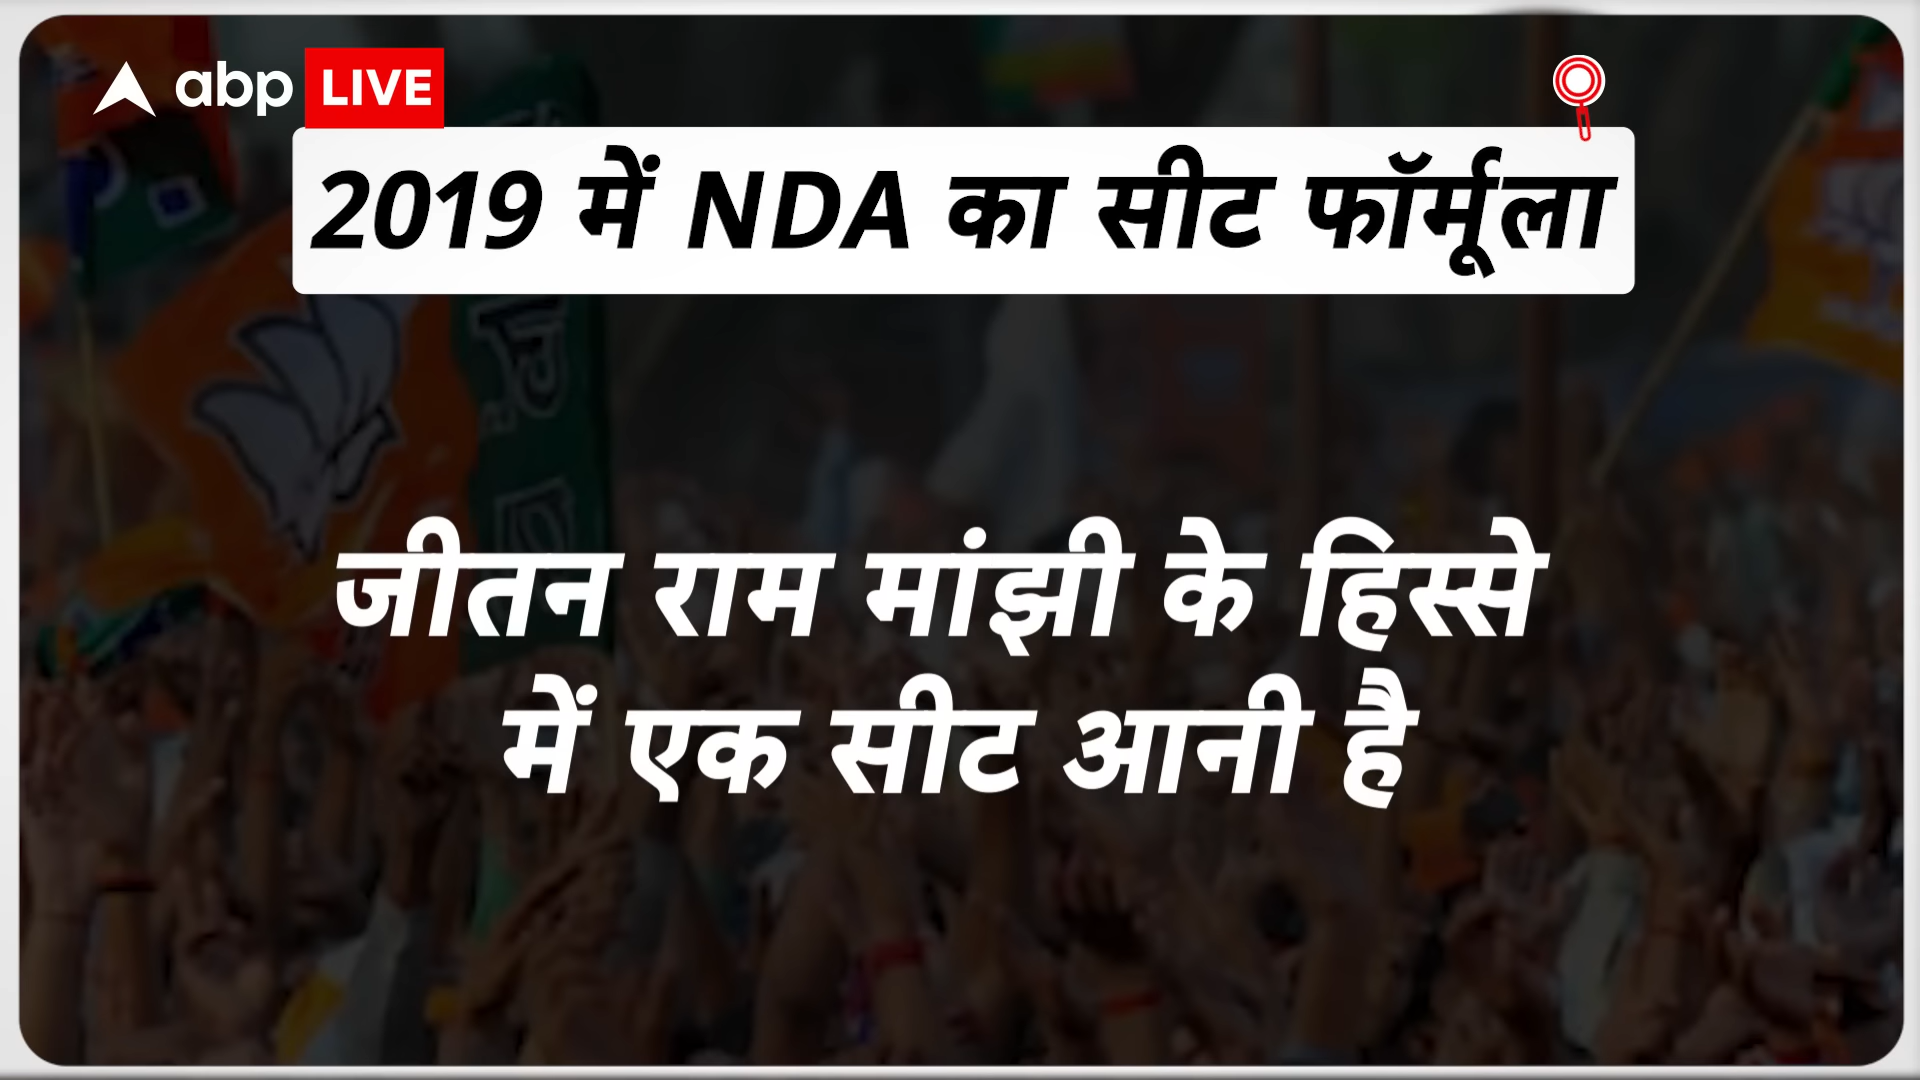 abp LIVE
2019 में NDA का सीट फॉर्मूला
जीतन राम मांझी के हिस्से
में एक सीट आनी है